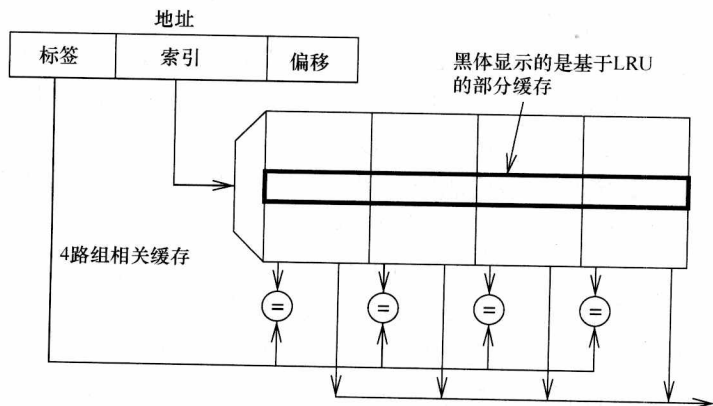 地址
标签
索引
偏移
黑体显示的是基于LRU
的部分缓存
4路组相关缓存
=
=
=
=